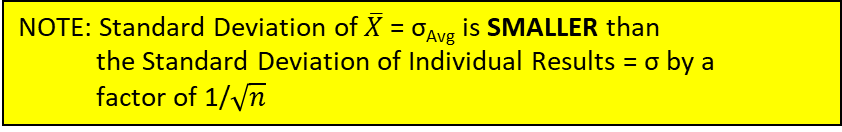 NOTE: Standard Deviation of X̅ = σAvg is SMALLER than
the Standard Deviation of Individual Results = σ by a
factor of 1/√n